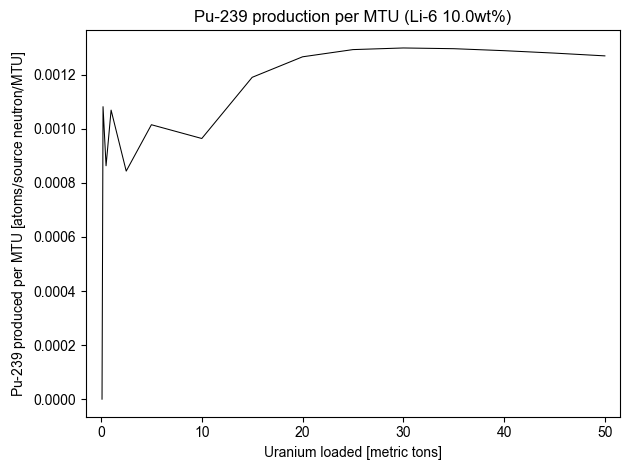 Pu-239 production per MTU (Li-6 10.0wt%)
Pu-239 produced per MTU [atoms/source neutron/MTU]
0.0012
0.0010
0.0008
0.0006
0.0004
0.0002
0.0000
0 10 20 30 40 50
Uranium loaded [metric tons]